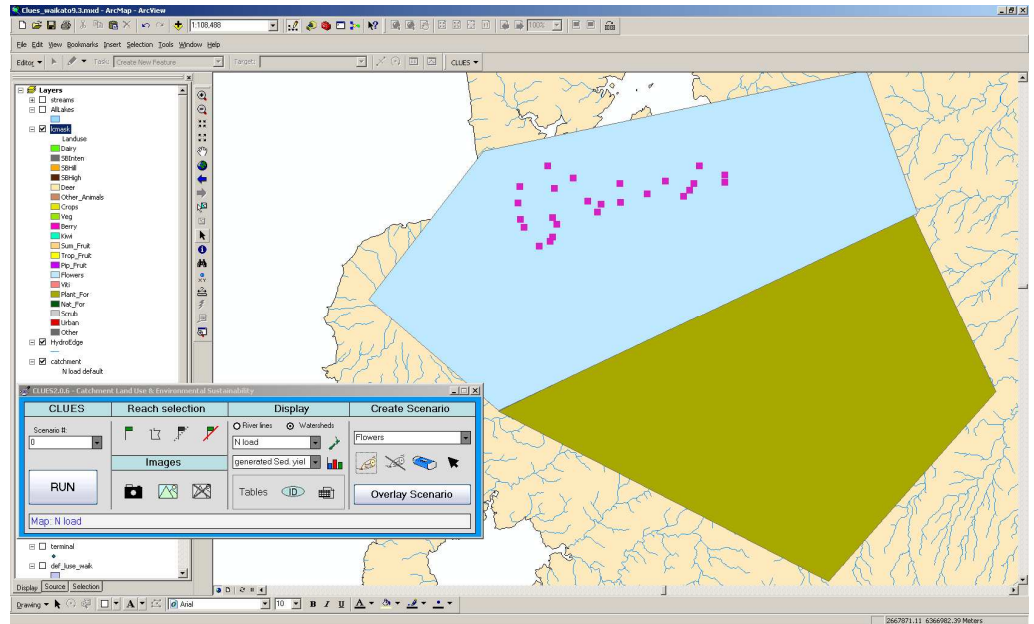 Clues_waikato9.3.mxd - ArcMap - ArcView
1:108,488
100%
File Edit View Bookmarks Insert Selection Tools Window Help
Editor Task: Create New Feature Target: CLUES
Layers
streams
AllLakes
lcmask
Landuse
Dairy
SBInten
SBHill
SBHigh
Deer
Other_Animals
Crops
Veg
Berry
Kiwi
Sum_Fruit
Trop_Fruit
Pip_Fruit
Flowers
Viti
Plant_For
Nat_For
Scrub
Urban
Other
HydroEdge
catchment
N load default
CLUES2.0.6 - Catchment Land Use & Environmental Sustainability
CLUES Reach selection Display Create Scenario
Scenario #:
0
River lines Watersheds
N load
Flowers
Images
generated Sed. yiel
RUN
Tables ID
Overlay Scenario
Map: N load
terminal
def_luse_waik
Display Source Selection
Drawing Arial 10 B I U A
2667871.11 6366982.39 Meters